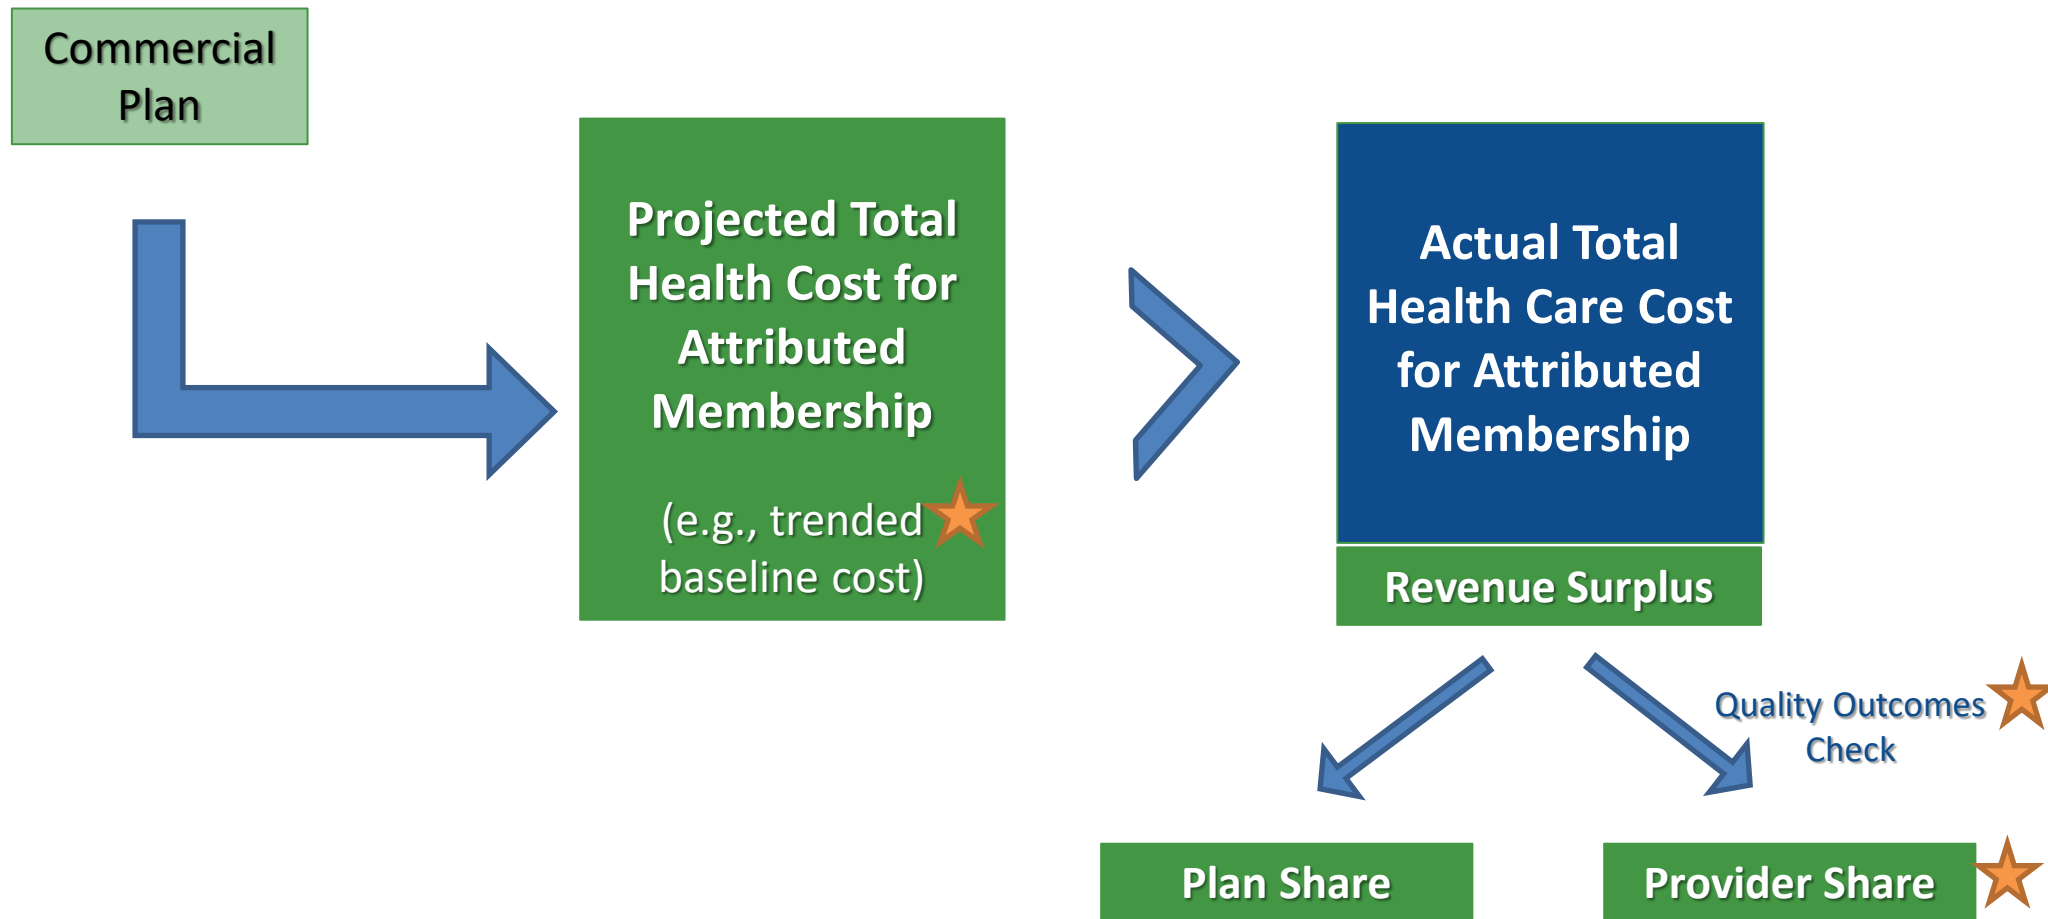 Commercial
Plan
Projected Total
Health Cost for
Attributed
Membership
(e.g., trended
baseline cost)
Actual Total
Health Care Cost
for Attributed
Membership
Revenue Surplus
Quality Outcomes
Check
Plan Share
Provider Share